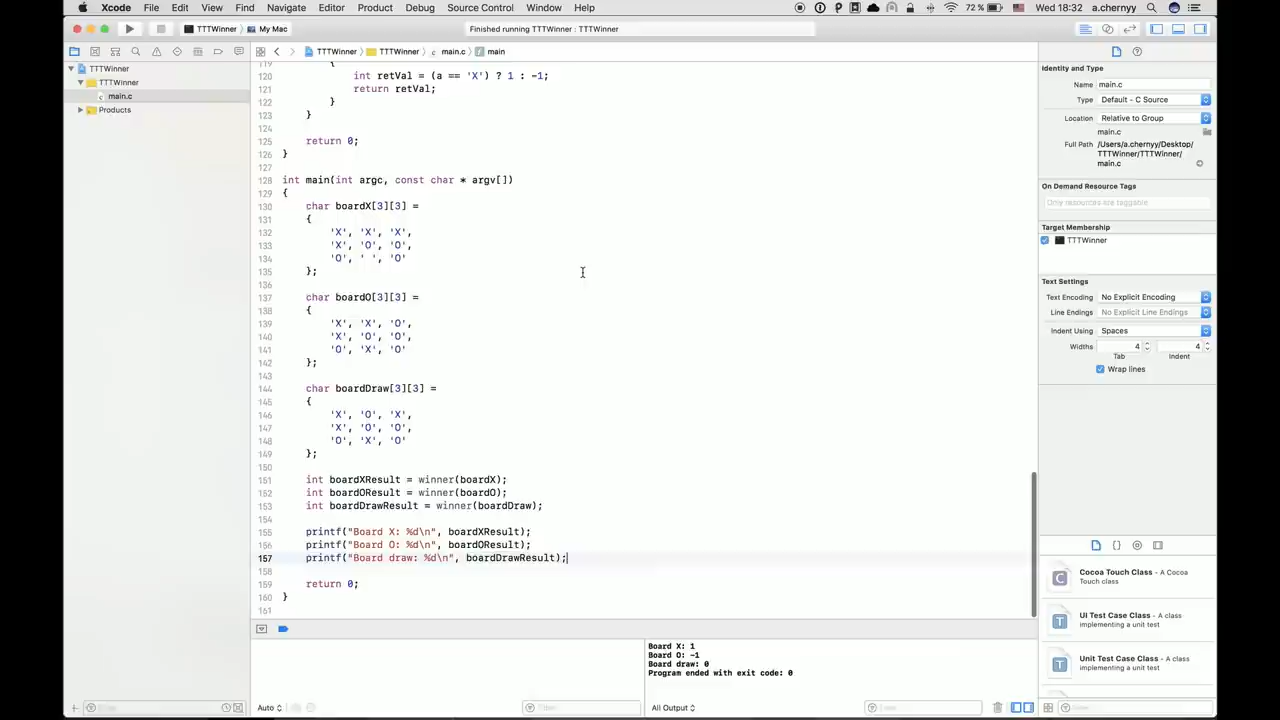 Xcode File Edit View Find Navigate Editor Product Debug Source Control Window Help 72 % Wed 18:32 a.chernyy
TTTWinner My Mac Finished running TTTWinner : TTTWinner
TTTWinner TTTWinner main.c main
TTTWinner
TTTWinner
main.c
Products
119 {
120 int retVal = (a == 'X') ? 1 : -1;
121 return retVal;
122 }
123 }
124
125 return 0;
126 }
127
128 int main(int argc, const char * argv[])
129 {
130 char boardX[3][3] =
131 {
132 'X', 'X', 'X',
133 'X', 'O', 'O',
134 'O', ' ', 'O'
135 };
136
137 char boardO[3][3] =
138 {
139 'X', 'X', 'O',
140 'X', 'O', 'O',
141 'O', 'X', 'O'
142 };
143
144 char boardDraw[3][3] =
145 {
146 'X', 'O', 'X',
147 'X', 'O', 'O',
148 'O', 'X', 'O'
149 };
150
151 int boardXResult = winner(boardX);
152 int boardOResult = winner(boardO);
153 int boardDrawResult = winner(boardDraw);
154
155 printf("Board X: %d\n", boardXResult);
156 printf("Board O: %d\n", boardOResult);
157 printf("Board draw: %d\n", boardDrawResult);
158
159 return 0;
160 }
161
Auto
Board X: 1
Board O: -1
Board draw: 0
Program ended with exit code: 0
All Output
Identity and Type
Name main.c
Type Default - C Source
Location Relative to Group
main.c
Full Path /Users/a.chernyy/Desktop/
TTTWinner/TTTWinner/
main.c
On Demand Resource Tags
Only resources are taggable
Target Membership
TTTWinner
Text Settings
Text Encoding No Explicit Encoding
Line Endings No Explicit Line Endings
Indent Using Spaces
Widths 4 4
Tab Indent
Wrap lines
Cocoa Touch Class - A Cocoa
Touch class
UI Test Case Class - A class
implementing a unit test
Unit Test Case Class - A class
implementing a unit test